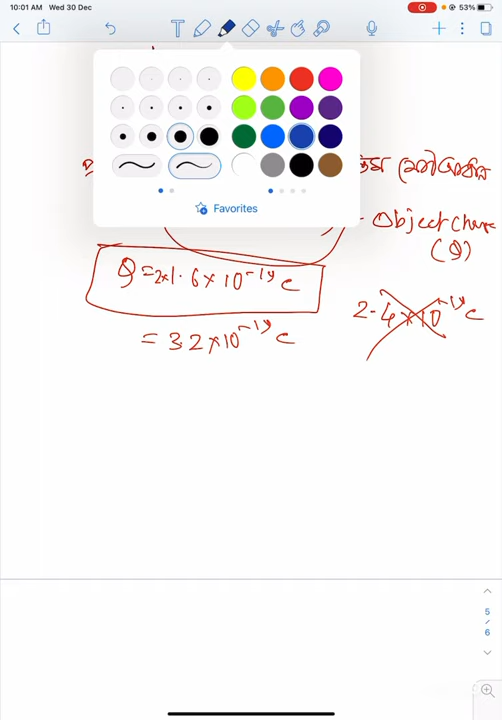 10:01 AM Wed 30 Dec
53%
Favorites
Object Charge
(Q)
Q = 2×1.6×10⁻¹⁹ C
= 3.2×10⁻¹⁹ C
2.4×10⁻¹⁹ C
5
/
6